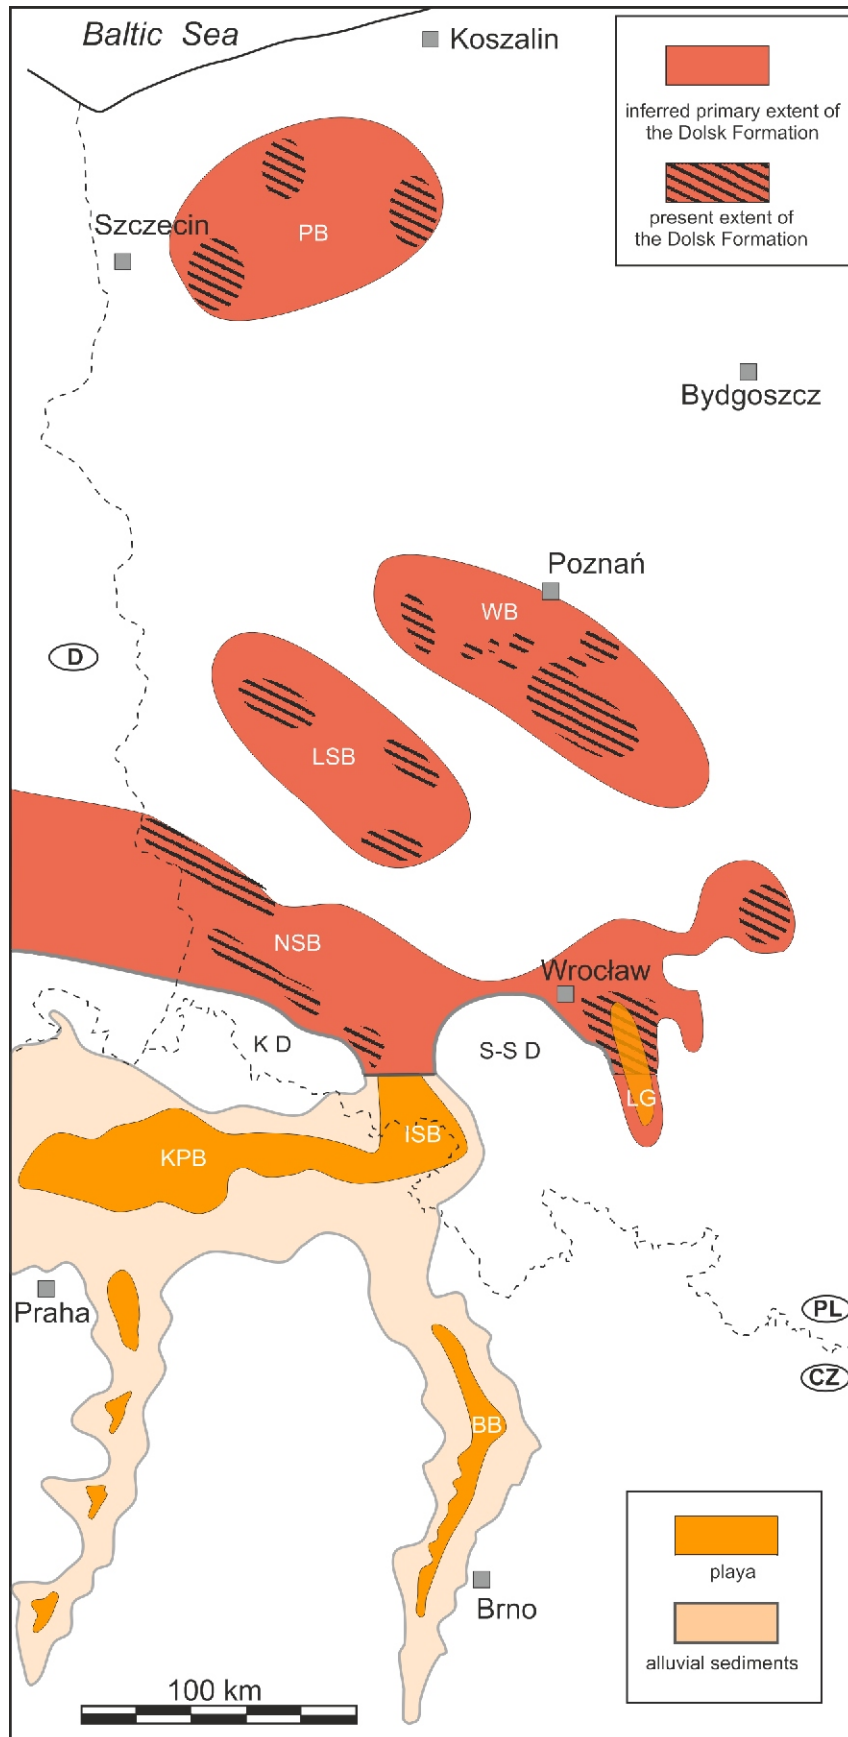 Baltic Sea
Koszalin
inferred primary extent of
the Dolsk Formation
present extent of
the Dolsk Formation
Szczecin
PB
Bydgoszcz
Poznań
WB
D
LSB
NSB
Wrocław
K D
S-S D
LG
ISB
KPB
Praha
PL
CZ
BB
playa
Brno
alluvial sediments
100 km